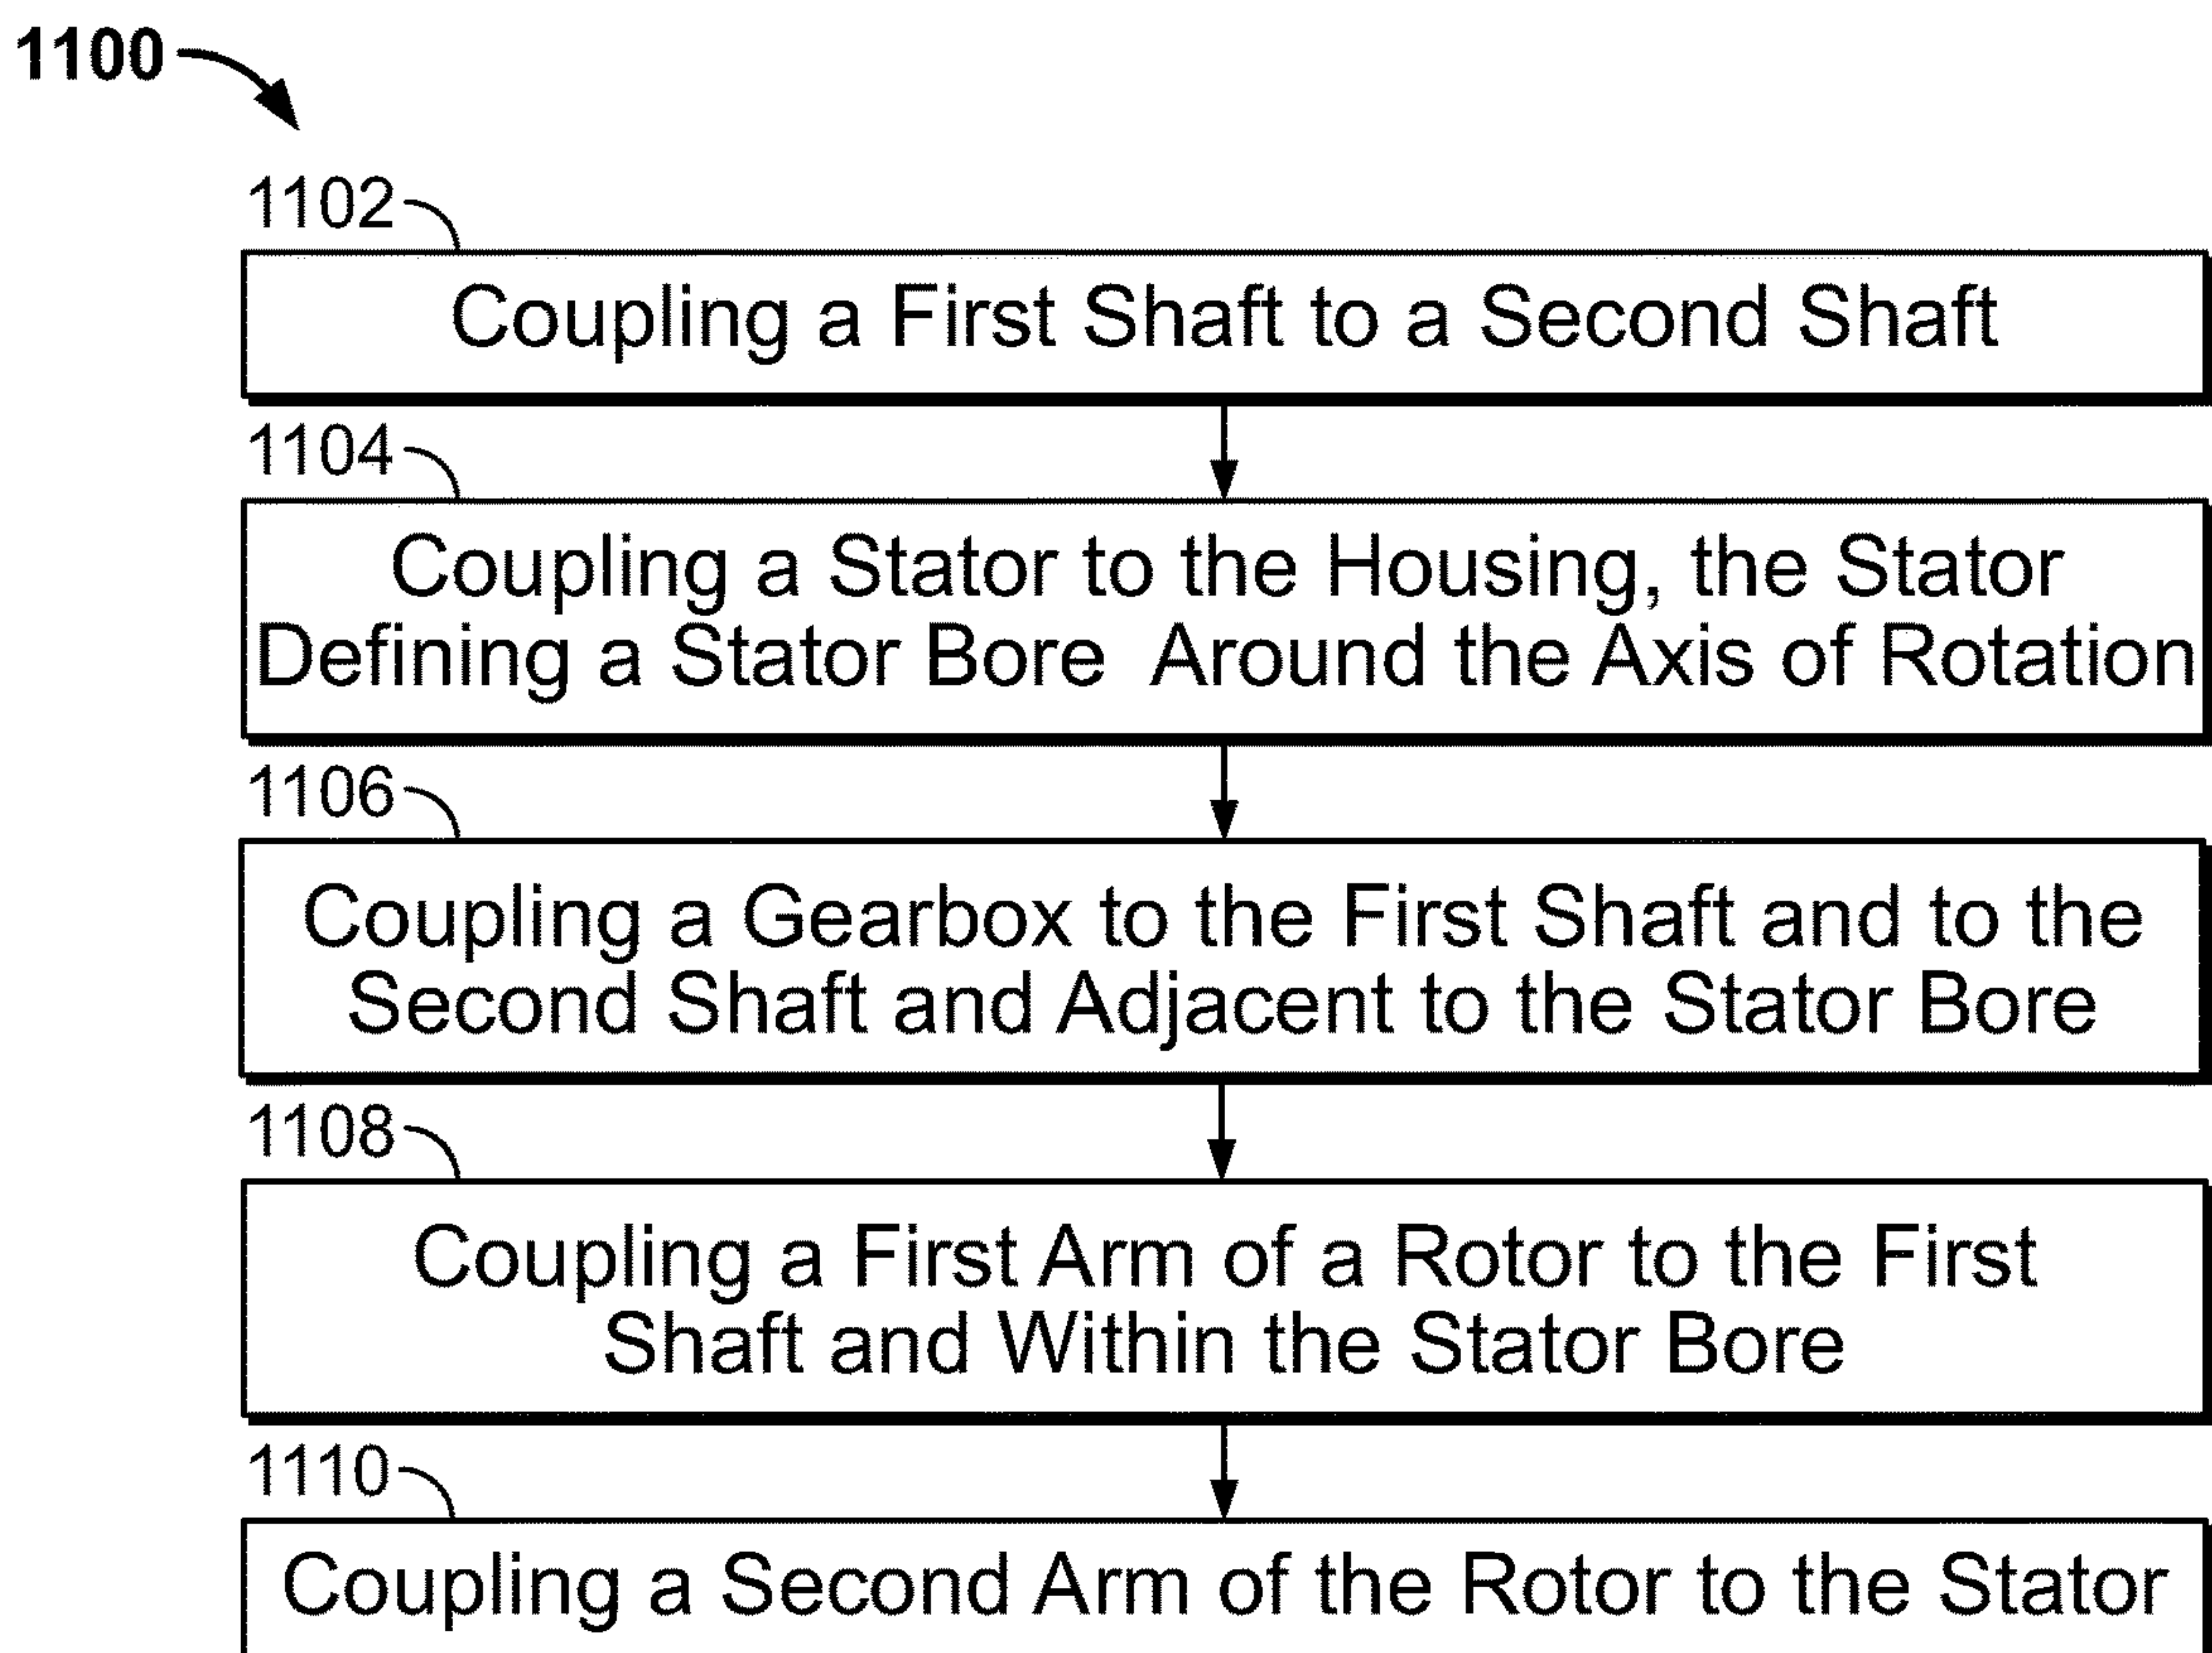 1100
1102
Coupling a First Shaft to a Second Shaft
1104
Coupling a Stator to the Housing, the Stator
Defining a Stator Bore Around the Axis of Rotation
1106
Coupling a Gearbox to the First Shaft and to the
Second Shaft and Adjacent to the Stator Bore
1108
Coupling a First Arm of a Rotor to the First
Shaft and Within the Stator Bore
1110
Coupling a Second Arm of the Rotor to the Stator